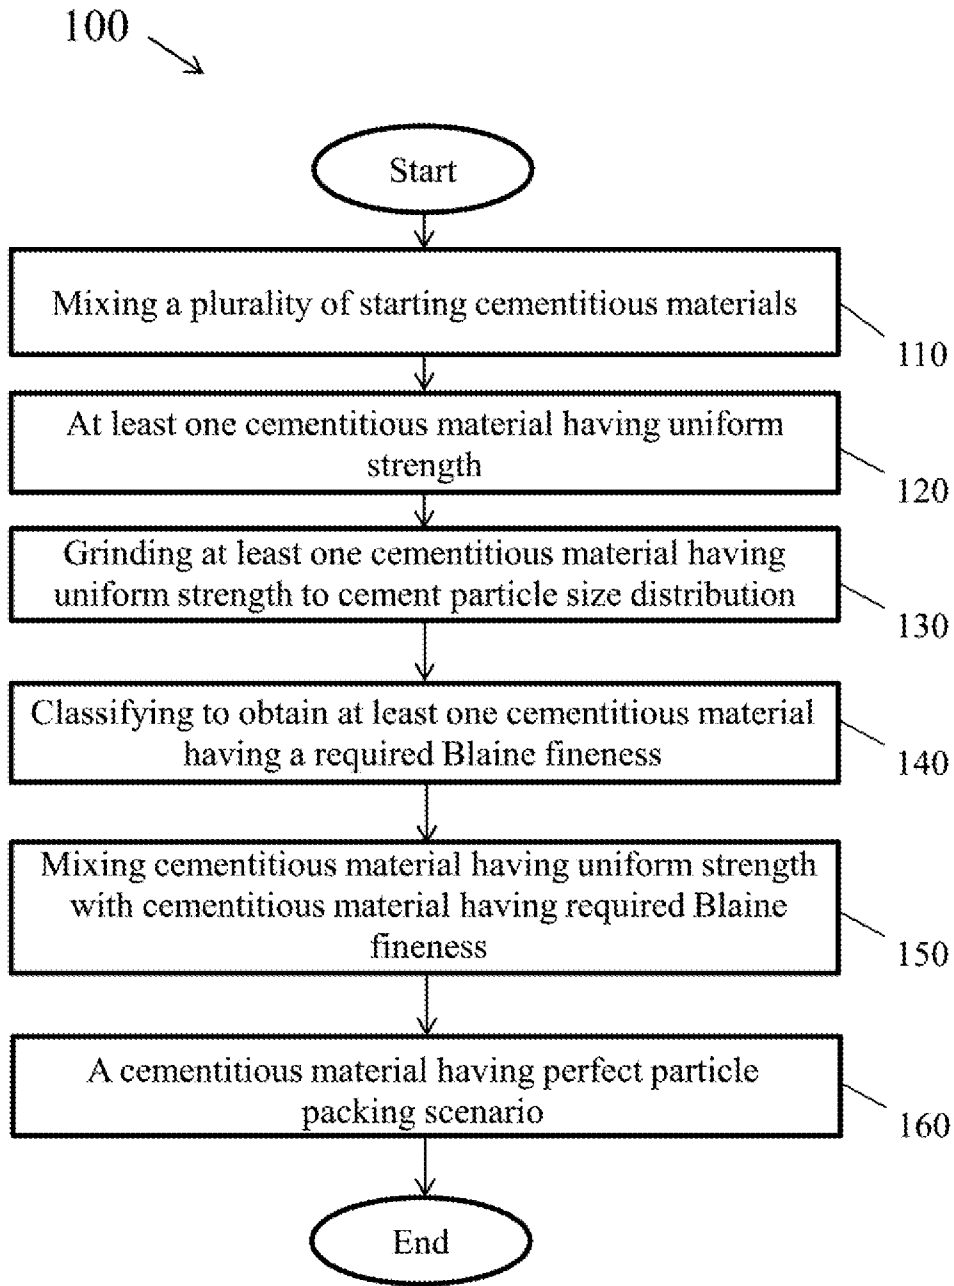 100
Start
Mixing a plurality of starting cementitious materials
110
At least one cementitious material having uniform
strength
120
Grinding at least one cementitious material having
uniform strength to cement particle size distribution
130
Classifying to obtain at least one cementitious material
having a required Blaine fineness
140
Mixing cementitious material having uniform strength
with cementitious material having required Blaine
fineness
150
A cementitious material having perfect particle
packing scenario
160
End